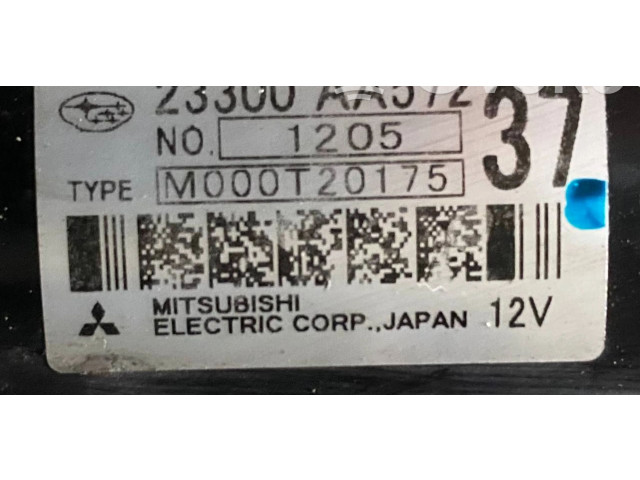 23300 AA572
37
NO. 1205
TYPE M000T20175
MITSUBISHI
ELECTRIC CORP.,JAPAN 12V